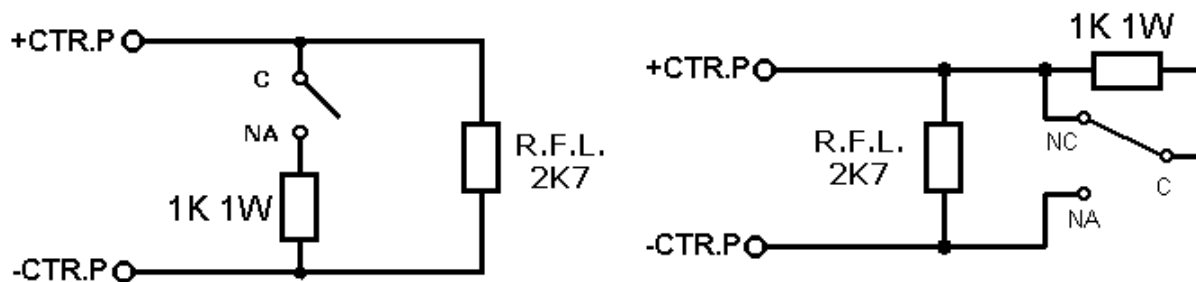 +CTR.P
C
NA
1K 1W
R.F.L.
2K7
-CTR.P
1K 1W
+CTR.P
R.F.L.
2K7
NC
C
NA
-CTR.P